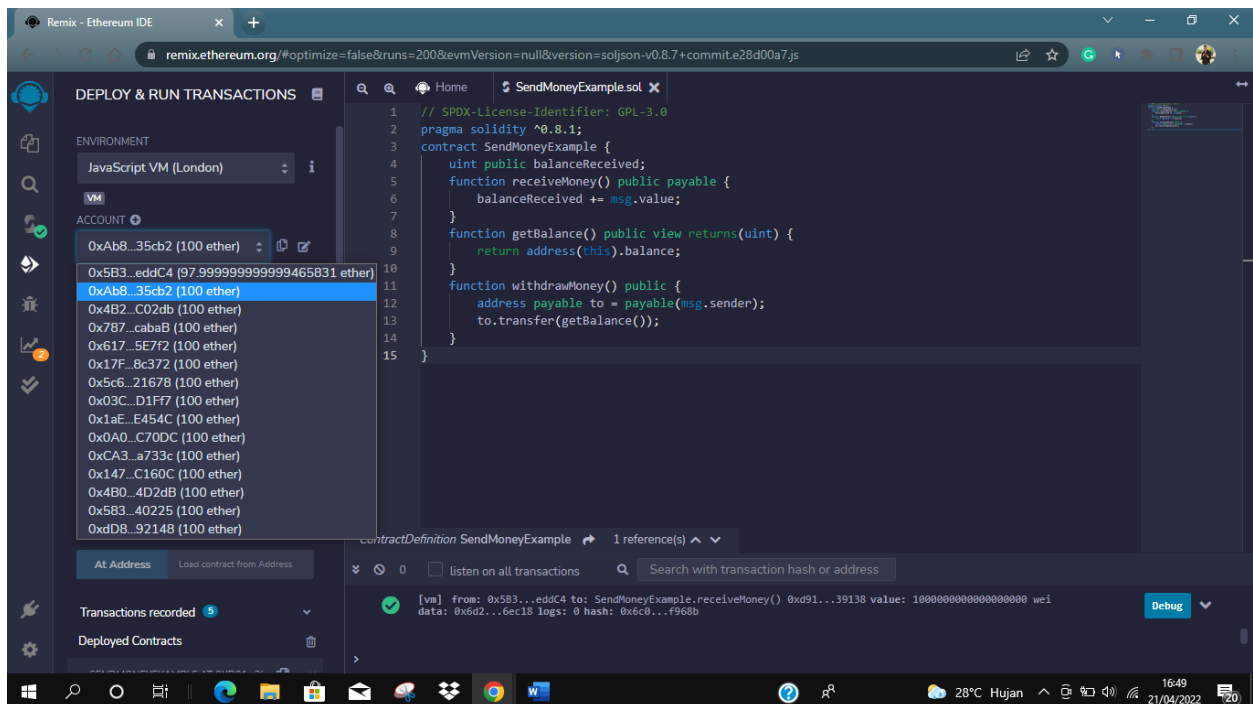 Remix - Ethereum IDE
remix.ethereum.org/#optimize=false&runs=200&evmVersion=null&version=soljson-v0.8.7+commit.e28d00a7.js
DEPLOY & RUN TRANSACTIONS
ENVIRONMENT
JavaScript VM (London)
i
VM
ACCOUNT
0xAb8...35cb2 (100 ether)
0x5B3...eddC4 (97.999999999999465831 ether)
0xAb8...35cb2 (100 ether)
0x4B2...C02db (100 ether)
0x787...cabaB (100 ether)
0x617...5E7f2 (100 ether)
0x17F...8c372 (100 ether)
0x5c6...21678 (100 ether)
0x03C...D1Ff7 (100 ether)
0x1aE...E454C (100 ether)
0x0A0...C70DC (100 ether)
0xCA3...a733c (100 ether)
0x147...C160C (100 ether)
0x4B0...4D2dB (100 ether)
0x583...40225 (100 ether)
0xdD8...92148 (100 ether)
At Address
Load contract from Address
Transactions recorded 5
Deployed Contracts
2
Home
SendMoneyExample.sol
1 // SPDX-License-Identifier: GPL-3.0
2 pragma solidity ^0.8.1;
3 contract SendMoneyExample {
4 uint public balanceReceived;
5 function receiveMoney() public payable {
6 balanceReceived += msg.value;
7 }
8 function getBalance() public view returns(uint) {
9 return address(this).balance;
10 }
11 function withdrawMoney() public {
12 address payable to = payable(msg.sender);
13 to.transfer(getBalance());
14 }
15 }
ContractDefinition SendMoneyExample 1 reference(s)
0 listen on all transactions Search with transaction hash or address
[vm] from: 0x5B3...eddC4 to: SendMoneyExample.receiveMoney() 0xd91...39138 value: 1000000000000000000 wei
data: 0x6d2...6ec18 logs: 0 hash: 0x6c0...f968b
Debug
>
28°C Hujan
16:49
21/04/2022
20